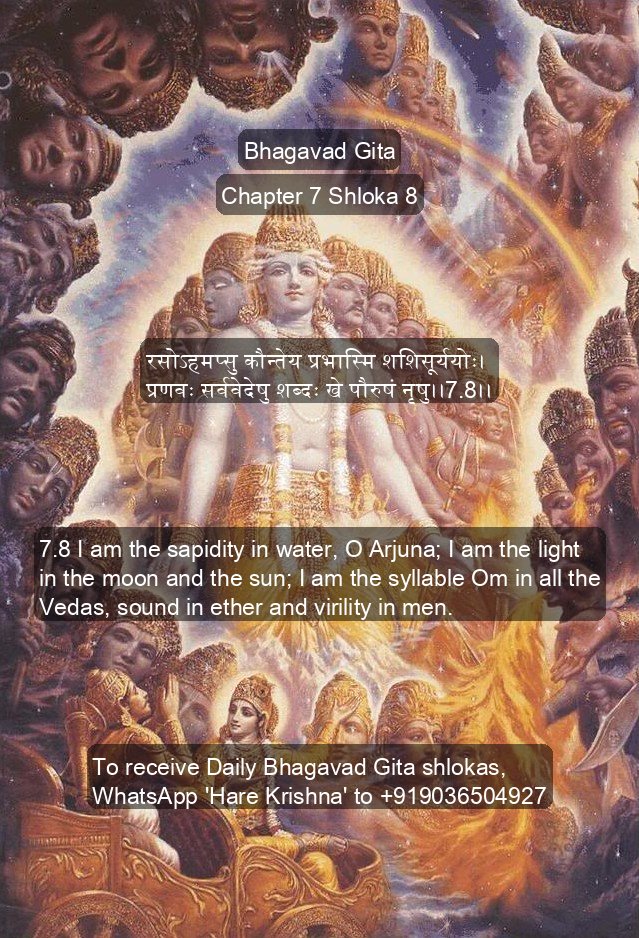 Bhagavad Gita
Chapter 7 Shloka 8
रसोऽहमप्सु कौन्तेय प्रभास्मि शशिसूर्ययोः।
प्रणवः सर्ववेदेषु शब्दः खे पौरुषं नृषु।।7.8।।
7.8 I am the sapidity in water, O Arjuna; I am the light
in the moon and the sun; I am the syllable Om in all the
Vedas, sound in ether and virility in men.
To receive Daily Bhagavad Gita shlokas,
WhatsApp 'Hare Krishna' to +919036504927